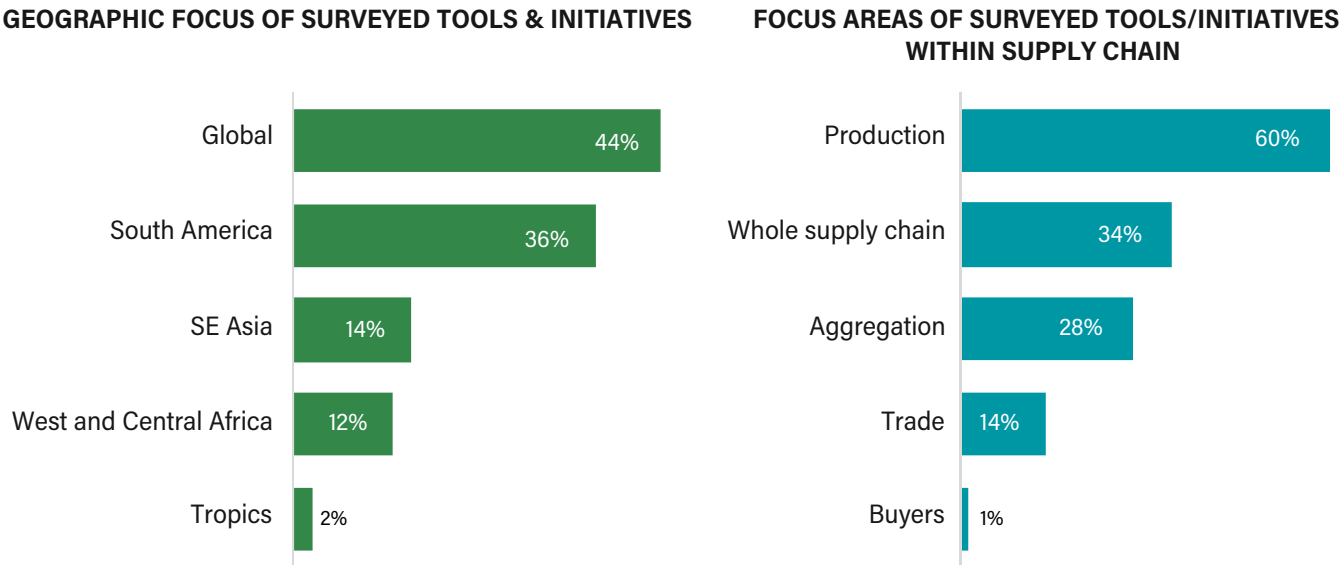 GEOGRAPHIC FOCUS OF SURVEYED TOOLS & INITIATIVES
Global
44%
South America
36%
SE Asia
14%
West and Central Africa
12%
Tropics
2%
FOCUS AREAS OF SURVEYED TOOLS/INITIATIVES
WITHIN SUPPLY CHAIN
Production
60%
Whole supply chain
34%
Aggregation
28%
Trade
14%
Buyers
1%